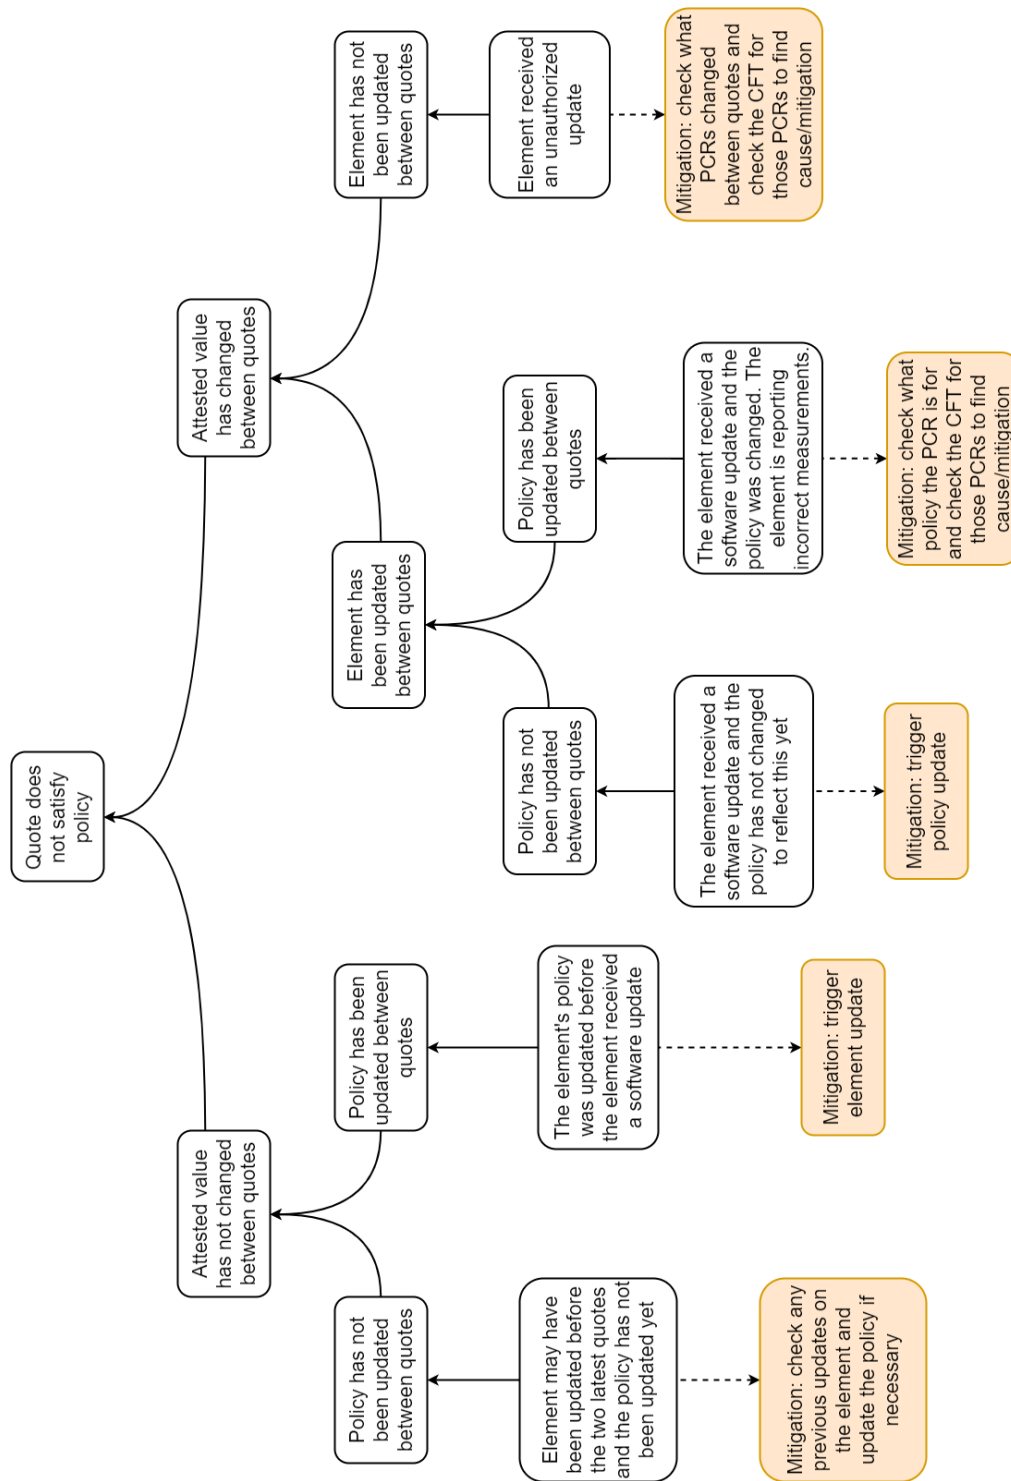 Quote does
not satisfy
policy
Attested value
has not changed
between quotes
Attested value
has changed
between quotes
Policy has not
been updated
between quotes
Policy has been
updated between
quotes
Element has
been updated
between quotes
Element has not
been updated
between quotes
Element may have
been updated before
the two latest quotes
and the policy has not
been updated yet
The element's policy
was updated before
the element received
a software update
Policy has not
been updated
between quotes
Policy has been
updated between
quotes
Element received
an unauthorized
update
Mitigation: check any
previous updates on
the element and
update the policy if
necessary
Mitigation: trigger
element update
The element received a
software update and the
policy has not changed
to reflect this yet
The element received a
software update and the
policy was changed. The
element is reporting
incorrect measurements.
Mitigation: check what
PCRs changed
between quotes and
check the CFT for
those PCRs to find
cause/mitigation
Mitigation: trigger
policy update
Mitigation: check what
policy the PCR is for
and check the CFT for
those PCRs to find
cause/mitigation